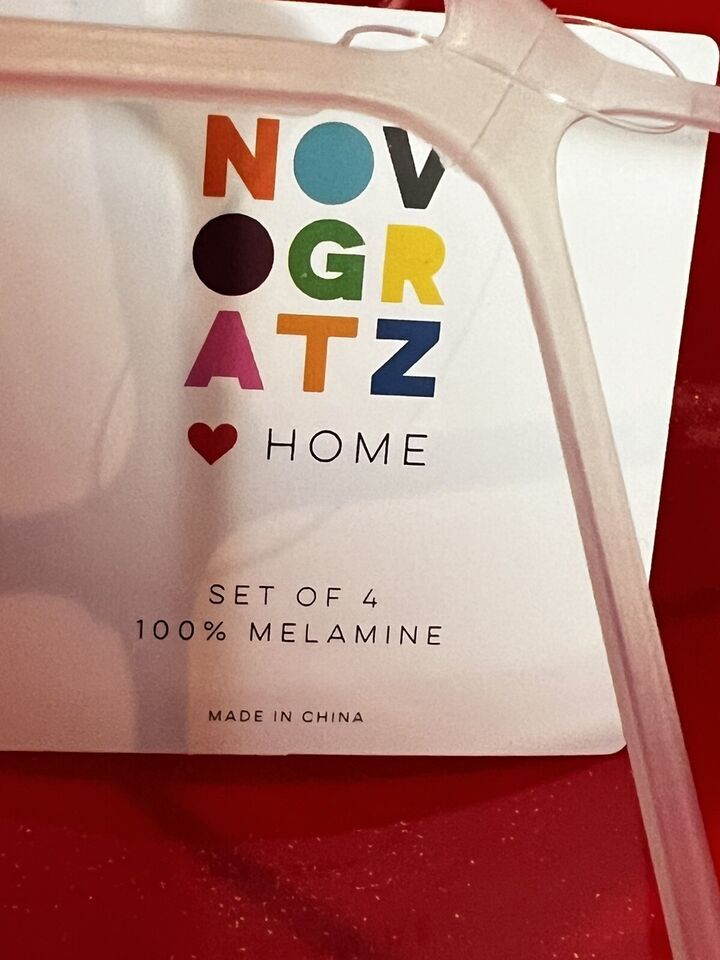 NOV
OGR
ATZ
HOME
SET OF 4
100% MELAMINE
MADE IN CHINA